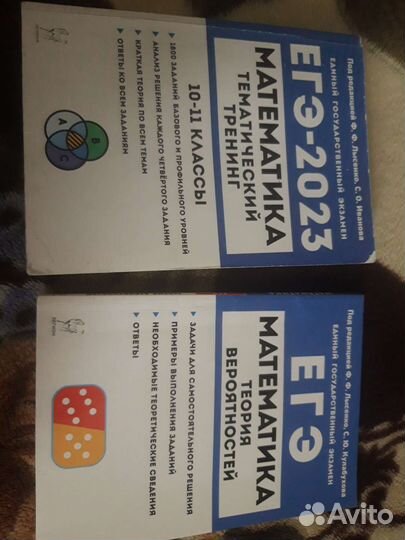 Под редакцией Ф. Ф. Лысенко, С. О. Иванова
ЕДИНЫЙ ГОСУДАРСТВЕННЫЙ ЭКЗАМЕН
ЕГЭ-2023
МАТЕМАТИКА
ТЕМАТИЧЕСКИЙ
ТРЕНИНГ
10-11 КЛАССЫ
• 1800 ЗАДАНИЙ БАЗОВОГО И ПРОФИЛЬНОГО УРОВНЕЙ
• АНАЛИЗ РЕШЕНИЯ КАЖДОГО ЧЕТВЁРТОГО ЗАДАНИЯ
• КРАТКАЯ ТЕОРИЯ ПО ВСЕМ ТЕМАМ
• ОТВЕТЫ КО ВСЕМ ЗАДАНИЯМ
A
B
C
ЛЕГИОН
Под редакцией Ф. Ф. Лысенко, С. Ю. Кулабухова
ЕДИНЫЙ ГОСУДАРСТВЕННЫЙ ЭКЗАМЕН
ЕГЭ
МАТЕМАТИКА
ТЕОРИЯ
ВЕРОЯТНОСТЕЙ
• ЗАДАЧИ ДЛЯ САМОСТОЯТЕЛЬНОГО РЕШЕНИЯ
• ПРИМЕРЫ ВЫПОЛНЕНИЯ ЗАДАНИЙ
• НЕОБХОДИМЫЕ ТЕОРЕТИЧЕСКИЕ СВЕДЕНИЯ
• ОТВЕТЫ
ЛЕГИОН
Avito